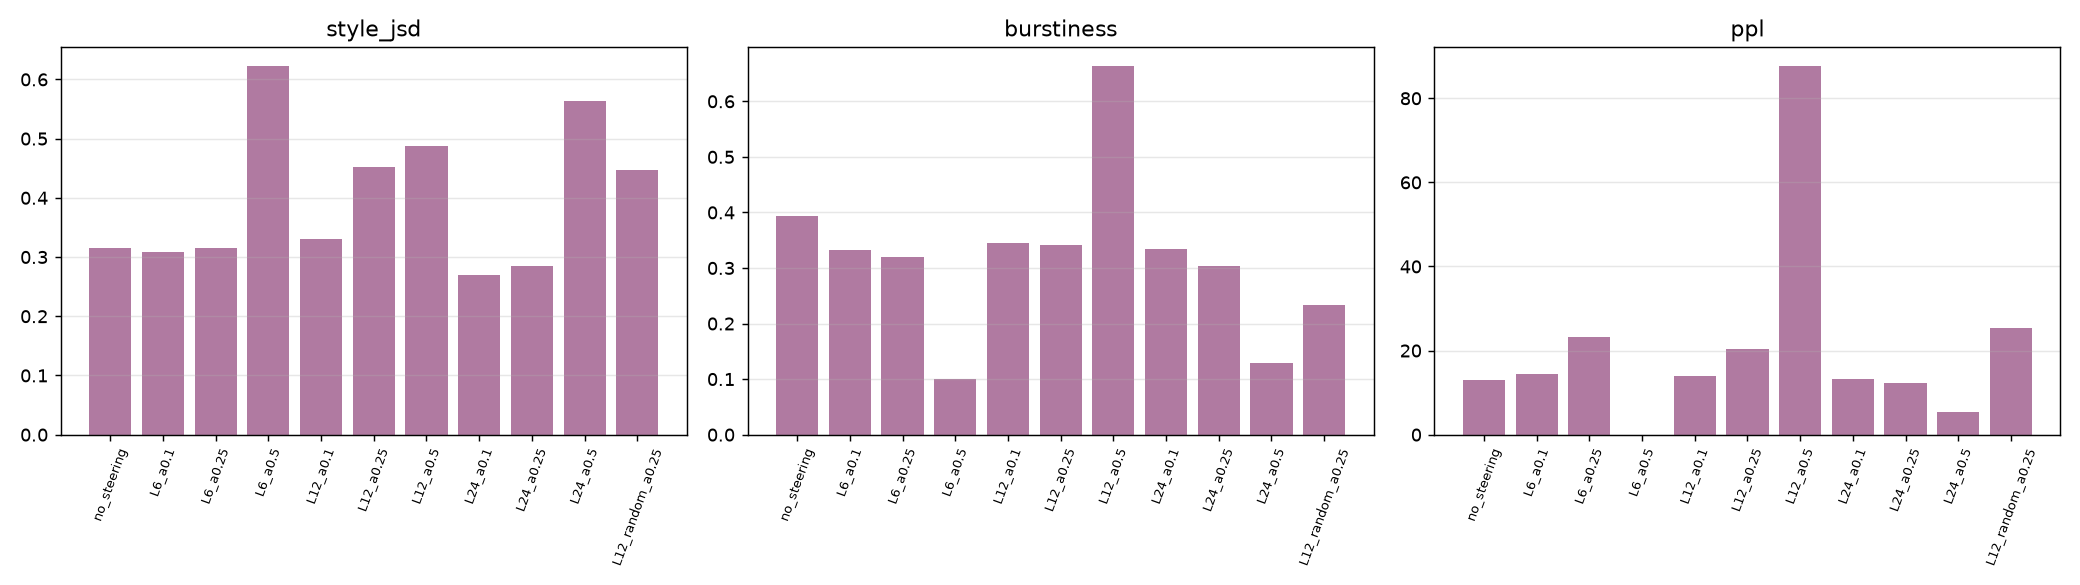 style_jsd
0.6
0.5
0.4
0.3
0.2
0.1
0.0
no_steering
L6_a0.1
L6_a0.25
L6_a0.5
L12_a0.1
L12_a0.25
L12_a0.5
L24_a0.1
L24_a0.25
L24_a0.5
L12_random_a0.25
burstiness
0.6
0.5
0.4
0.3
0.2
0.1
0.0
no_steering
L6_a0.1
L6_a0.25
L6_a0.5
L12_a0.1
L12_a0.25
L12_a0.5
L24_a0.1
L24_a0.25
L24_a0.5
L12_random_a0.25
ppl
80
60
40
20
0
no_steering
L6_a0.1
L6_a0.25
L6_a0.5
L12_a0.1
L12_a0.25
L12_a0.5
L24_a0.1
L24_a0.25
L24_a0.5
L12_random_a0.25